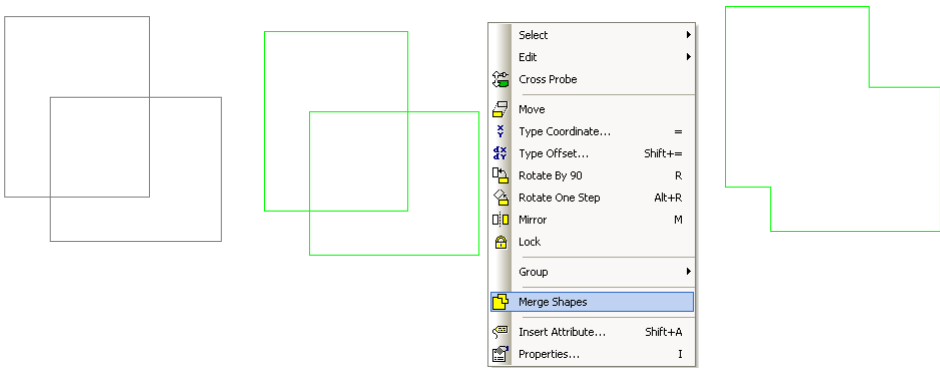 Select
Edit
Cross Probe
Move
Type Coordinate... =
Type Offset... Shift+=
Rotate By 90 R
Rotate One Step Alt+R
Mirror M
Lock
Group
Merge Shapes
Insert Attribute... Shift+A
Properties... I